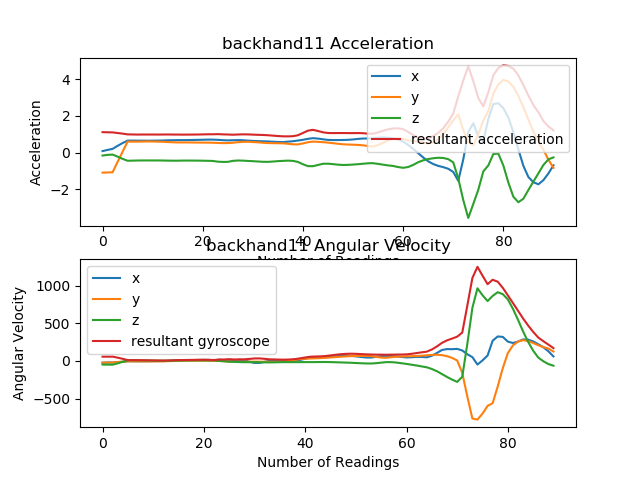 backhand11 Acceleration
Acceleration
4
2
0
−2
x
y
z
resultant acceleration
0
20
40
60
80
Number of Readings
backhand11 Angular Velocity
Angular Velocity
1000
500
0
−500
x
y
z
resultant gyroscope
0
20
40
60
80
Number of Readings